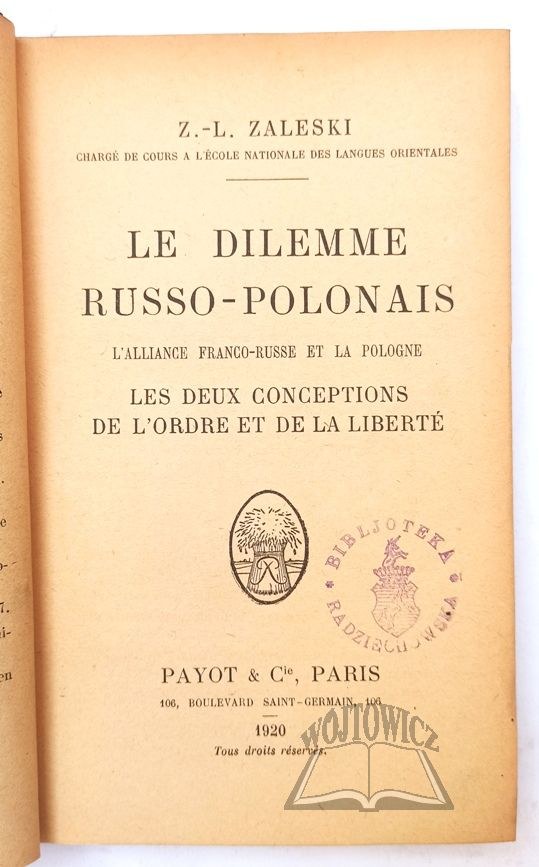 Z.-L. ZALESKI
CHARGÉ DE COURS A L'ÉCOLE NATIONALE DES LANGUES ORIENTALES
LE DILEMME
RUSSO-POLONAIS
L'ALLIANCE FRANCO-RUSSE ET LA POLOGNE
LES DEUX CONCEPTIONS
DE L'ORDRE ET DE LA LIBERTÉ
BIBLJOTEKA
RADZIECHOWSKA
PAYOT & Cie, PARIS
106, BOULEVARD SAINT-GERMAIN, 106
1920
Tous droits réservés.
WÓJTOWICZ